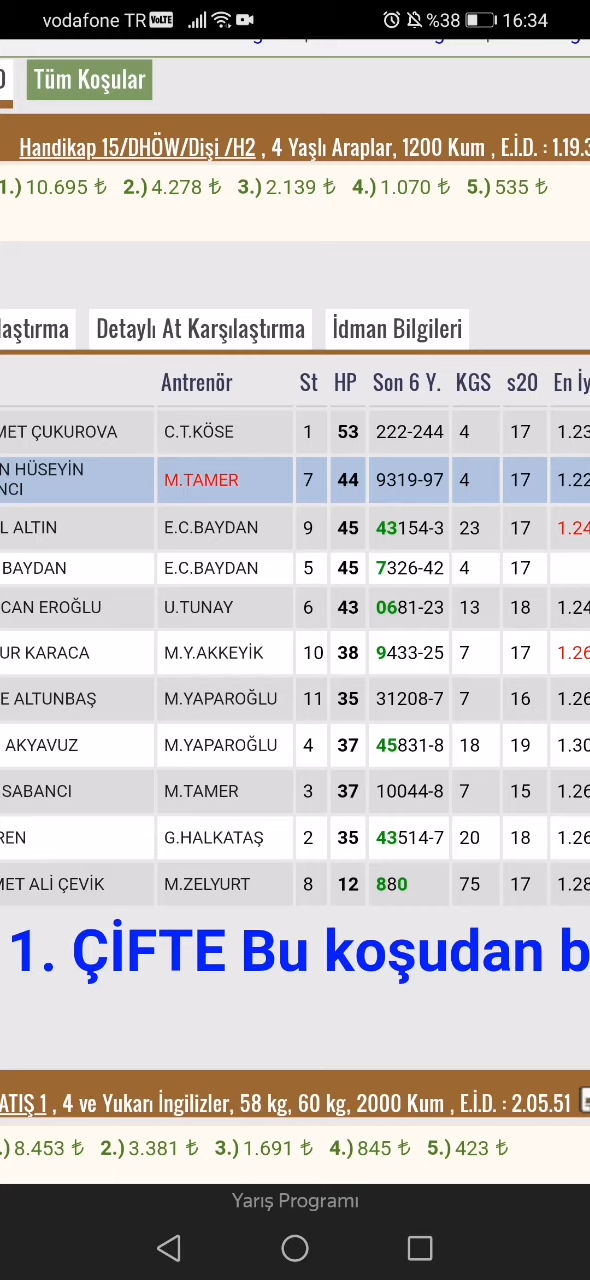 vodafone TR VoLTE %38 16:34
Tüm Koşular
Handikap 15/DHÖW/Dişi /H2 , 4 Yaşlı Araplar, 1200 Kum , E.İ.D. : 1.19.3
1.) 10.695 ₺ 2.) 4.278 ₺ 3.) 2.139 ₺ 4.) 1.070 ₺ 5.) 535 ₺
laştırma Detaylı At Karşılaştırma İdman Bilgileri
Antrenör St HP Son 6 Y. KGS s20 En İy
MET ÇUKUROVA C.T.KÖSE 1 53 222-244 4 17 1.23
N HÜSEYİN
NCI M.TAMER 7 44 9319-97 4 17 1.22
L ALTIN E.C.BAYDAN 9 45 43154-3 23 17 1.24
BAYDAN E.C.BAYDAN 5 45 7326-42 4 17
CAN EROĞLU U.TUNAY 6 43 0681-23 13 18 1.24
UR KARACA M.Y.AKKEYİK 10 38 9433-25 7 17 1.26
E ALTUNBAŞ M.YAPAROĞLU 11 35 31208-7 7 16 1.26
AKYAVUZ M.YAPAROĞLU 4 37 45831-8 18 19 1.30
SABANCI M.TAMER 3 37 10044-8 7 15 1.26
REN G.HALKATAŞ 2 35 43514-7 20 18 1.26
MET ALİ ÇEVİK M.ZELYURT 8 12 880 75 17 1.28
1. ÇİFTE Bu koşudan b
ATIŞ 1 , 4 ve Yukarı İngilizler, 58 kg, 60 kg, 2000 Kum , E.İ.D. : 2.05.51
.) 8.453 ₺ 2.) 3.381 ₺ 3.) 1.691 ₺ 4.) 845 ₺ 5.) 423 ₺
Yarış Programı